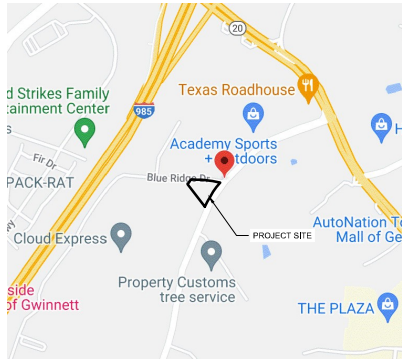 20
Texas Roadhouse
d Strikes Family
tainment Center
985
Academy Sports
+ Outdoors
H
Fir Dr
Blue Ridge Dr
PACK-RAT
PROJECT SITE
AutoNation To
Mall of Ge
Cloud Express
Property Customs
tree service
side
of Gwinnett
THE PLAZA